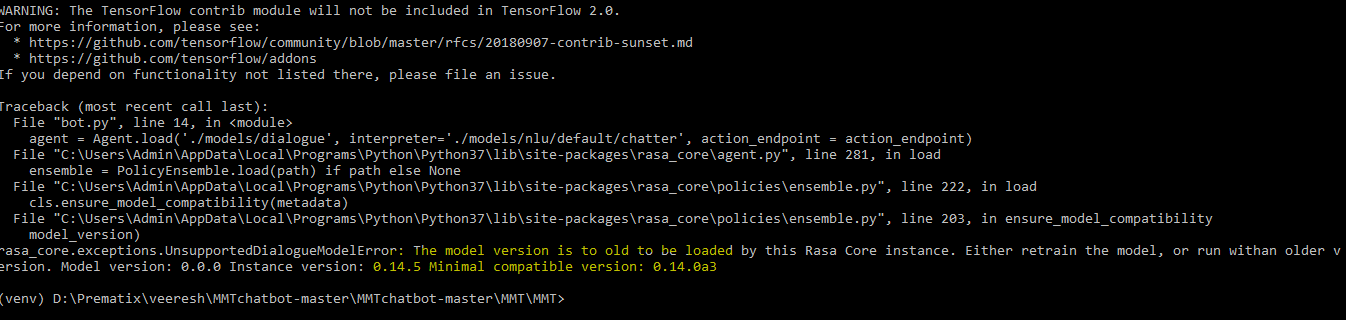 WARNING: The TensorFlow contrib module will not be included in TensorFlow 2.0.
For more information, please see:
  * https://github.com/tensorflow/community/blob/master/rfcs/20180907-contrib-sunset.md
  * https://github.com/tensorflow/addons
If you depend on functionality not listed there, please file an issue.
Traceback (most recent call last):
  File "bot.py", line 14, in <module>
    agent = Agent.load('./models/dialogue', interpreter='./models/nlu/default/chatter', action_endpoint = action_endpoint)
  File "C:\Users\Admin\AppData\Local\Programs\Python\Python37\lib\site-packages\rasa_core\agent.py", line 281, in load
    ensemble = PolicyEnsemble.load(path) if path else None
  File "C:\Users\Admin\AppData\Local\Programs\Python\Python37\lib\site-packages\rasa_core\policies\ensemble.py", line 222, in load
    cls.ensure_model_compatibility(metadata)
  File "C:\Users\Admin\AppData\Local\Programs\Python\Python37\lib\site-packages\rasa_core\policies\ensemble.py", line 203, in ensure_model_compatibility
    model_version)
rasa_core.exceptions.UnsupportedDialogueModelError: The model version is to old to be loaded by this Rasa Core instance. Either retrain the model, or run withan older v
ersion. Model version: 0.0.0 Instance version: 0.14.5 Minimal compatible version: 0.14.0a3
(venv) D:\Prematix\veeresh\MMTchatbot-master\MMTchatbot-master\MMT\MMT>